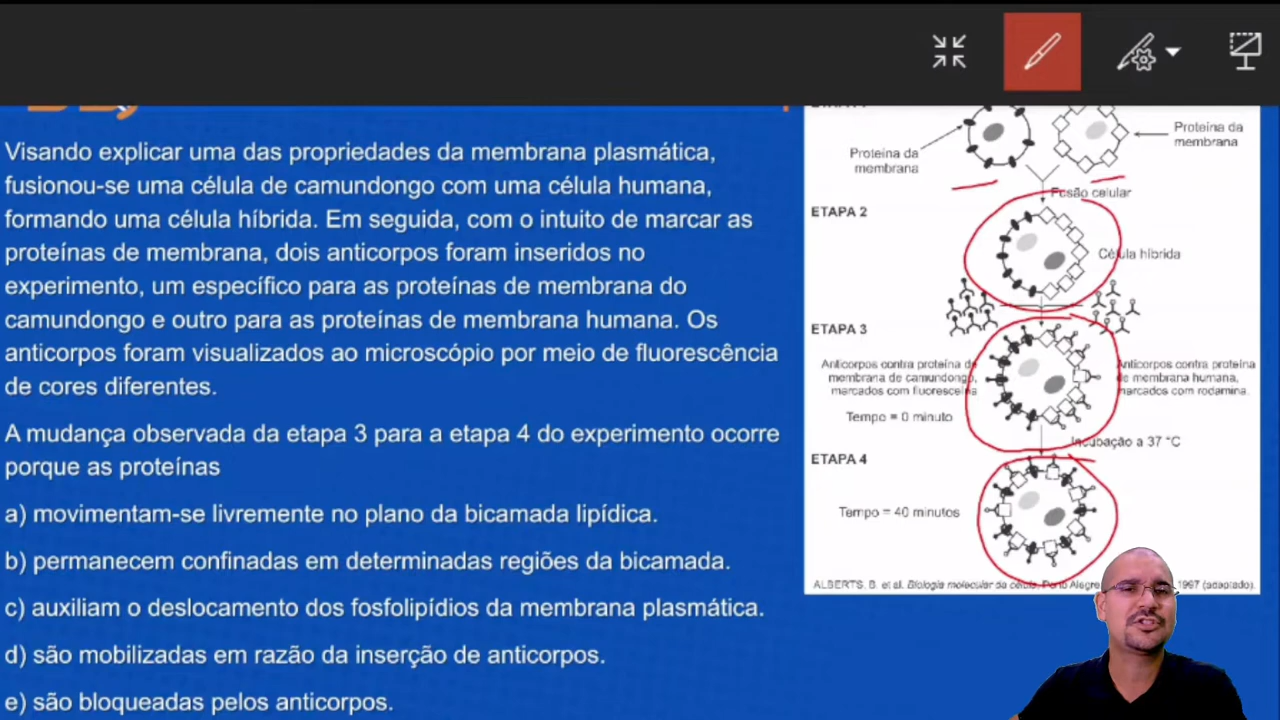 Proteína da
membrana
Proteína da
membrana
Fusão celular
ETAPA 2
Célula híbrida
ETAPA 3
Anticorpos contra proteína de
membrana de camundongo,
marcados com fluoresceína
Tempo = 0 minuto
Anticorpos contra proteína
de membrana humana,
marcados com rodamina.
Incubação a 37 °C
ETAPA 4
Tempo = 40 minutos
ALBERTS, B. et al. Biologia molecular da célula. Porto Alegre 1997 (adaptado).
Visando explicar uma das propriedades da membrana plasmática,
fusionou-se uma célula de camundongo com uma célula humana,
formando uma célula híbrida. Em seguida, com o intuito de marcar as
proteínas de membrana, dois anticorpos foram inseridos no
experimento, um específico para as proteínas de membrana do
camundongo e outro para as proteínas de membrana humana. Os
anticorpos foram visualizados ao microscópio por meio de fluorescência
de cores diferentes.
A mudança observada da etapa 3 para a etapa 4 do experimento ocorre
porque as proteínas
a) movimentam-se livremente no plano da bicamada lipídica.
b) permanecem confinadas em determinadas regiões da bicamada.
c) auxiliam o deslocamento dos fosfolipídios da membrana plasmática.
d) são mobilizadas em razão da inserção de anticorpos.
e) são bloqueadas pelos anticorpos.